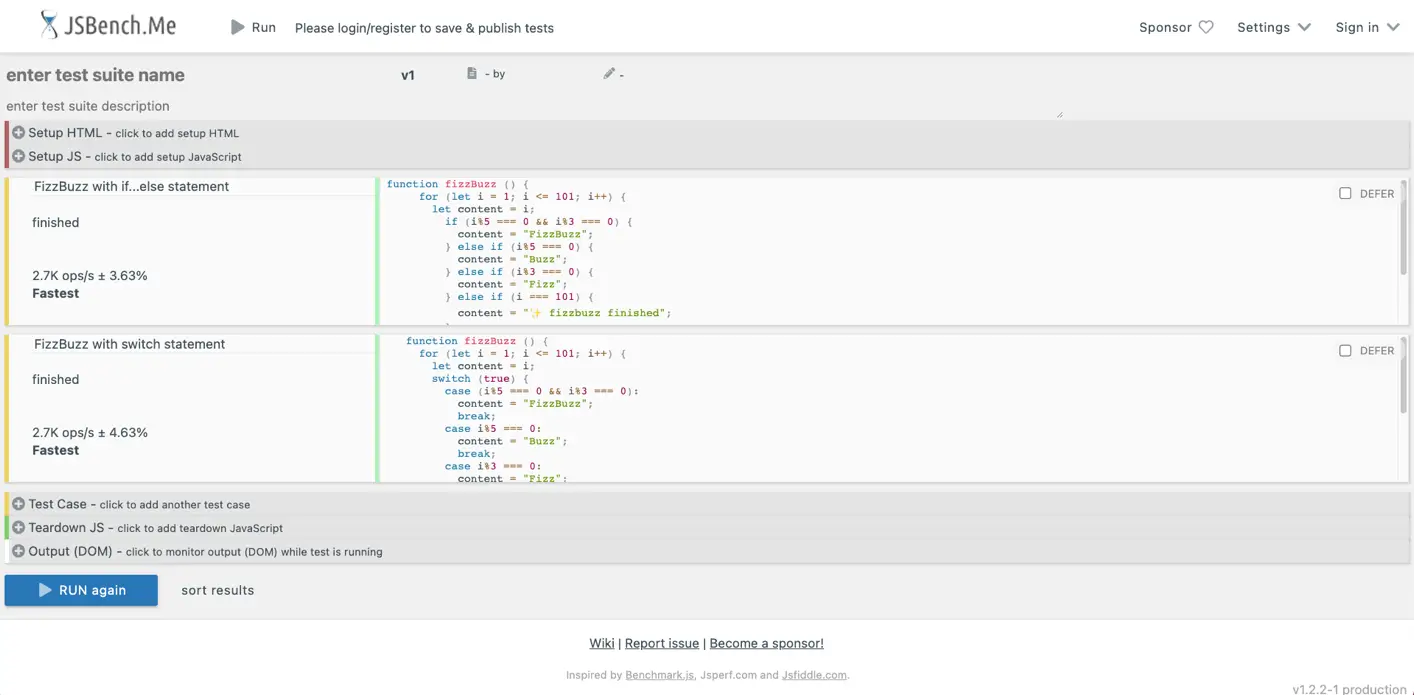 JSBench.Me Run Please login/register to save & publish tests Sponsor Settings Sign in
enter test suite name v1 - by -
enter test suite description
Setup HTML - click to add setup HTML
Setup JS - click to add setup JavaScript
FizzBuzz with if...else statement
finished
2.7K ops/s ± 3.63%
Fastest
function fizzBuzz () {
for (let i = 1; i <= 101; i++) {
let content = i;
if (i%5 === 0 && i%3 === 0) {
content = "FizzBuzz";
} else if (i%5 === 0) {
content = "Buzz";
} else if (i%3 === 0) {
content = "Fizz";
} else if (i === 101) {
content = "✨ fizzbuzz finished";
DEFER
FizzBuzz with switch statement
finished
2.7K ops/s ± 4.63%
Fastest
function fizzBuzz () {
for (let i = 1; i <= 101; i++) {
let content = i;
switch (true) {
case (i%5 === 0 && i%3 === 0):
content = "FizzBuzz";
break;
case i%5 === 0:
content = "Buzz";
break;
case i%3 === 0:
content = "Fizz";
DEFER
Test Case - click to add another test case
Teardown JS - click to add teardown JavaScript
Output (DOM) - click to monitor output (DOM) while test is running
RUN again sort results
Wiki | Report issue | Become a sponsor!
Inspired by Benchmark.js, Jsperf.com and Jsfiddle.com.
v1.2.2-1 production